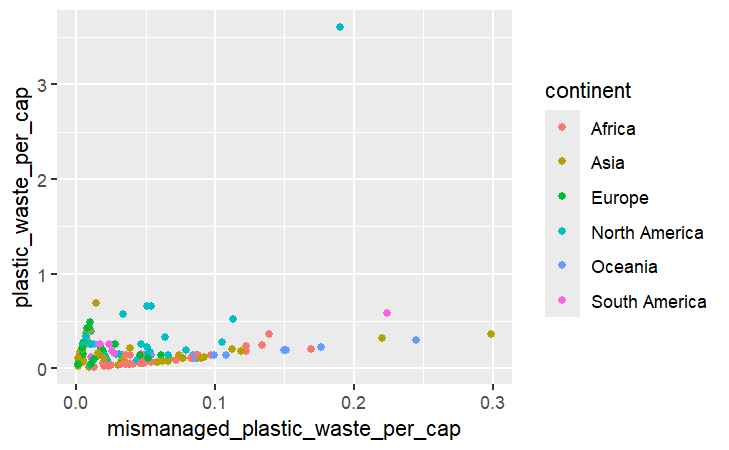 plastic_waste_per_cap
3
2
1
0
0.0
0.1
0.2
0.3
mismanaged_plastic_waste_per_cap
continent
Africa
Asia
Europe
North America
Oceania
South America